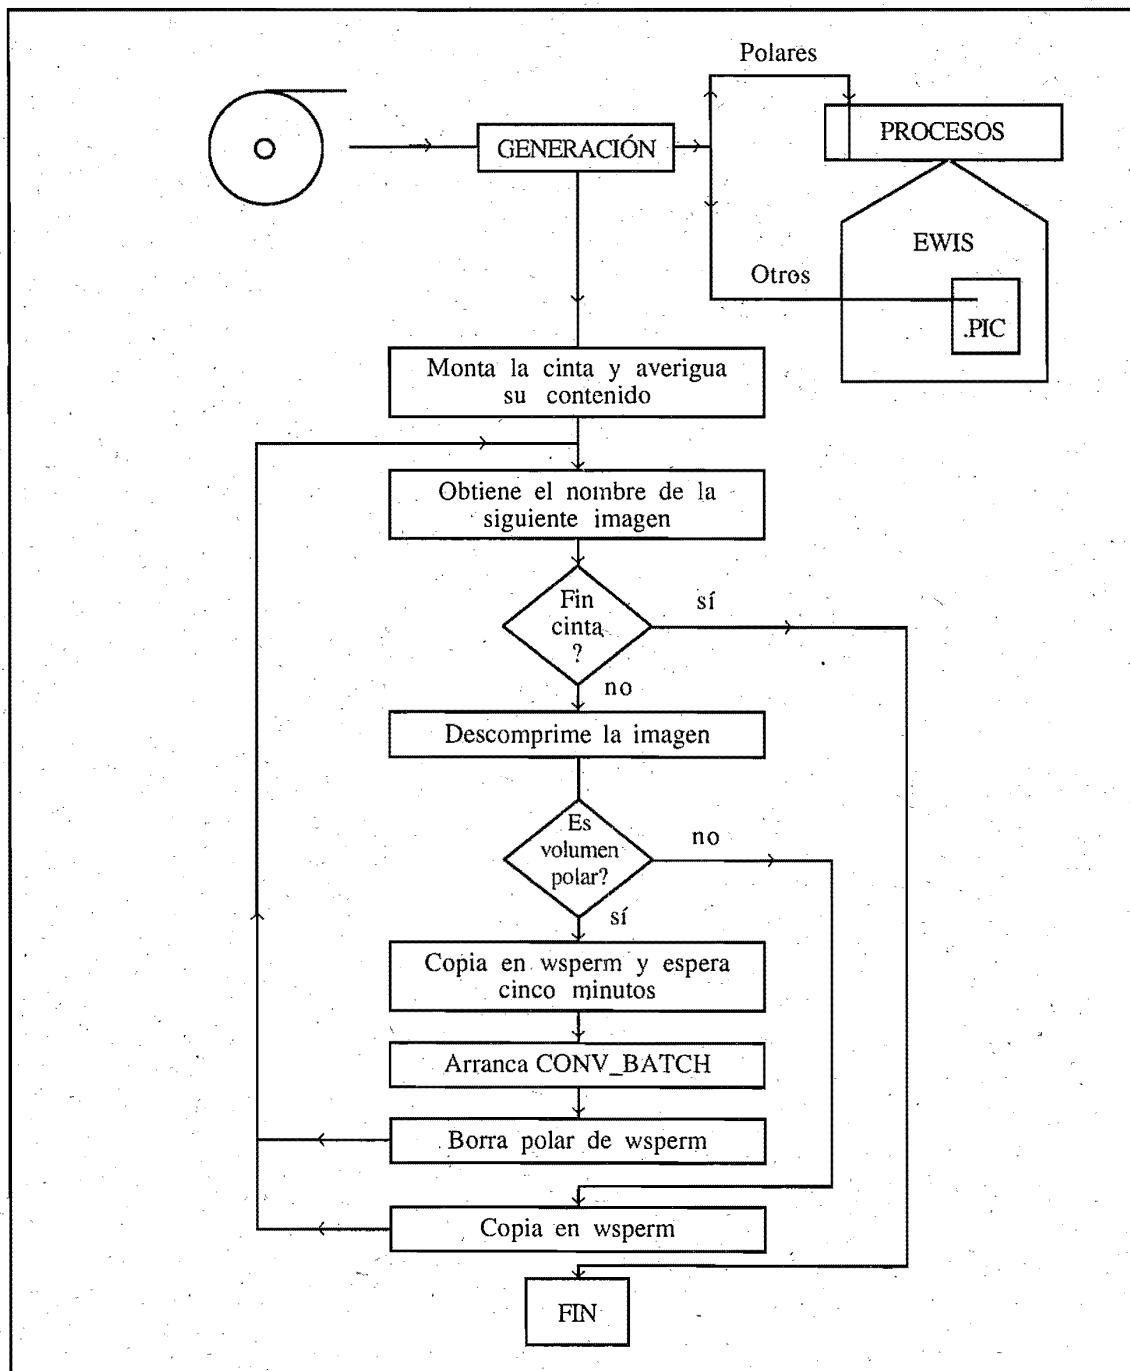 Polares
PROCESOS
GENERACIÓN
EWIS
Otros
.PIC
Monta la cinta y averigua
su contenido
Obtiene el nombre de la
siguiente imagen
Fin
cinta
?
sí
no
Descomprime la imagen
Es
volumen
polar?
no
sí
Copia en wsperm y espera
cinco minutos
Arranca CONV_BATCH
Borra polar de wsperm
Copia en wsperm
FIN